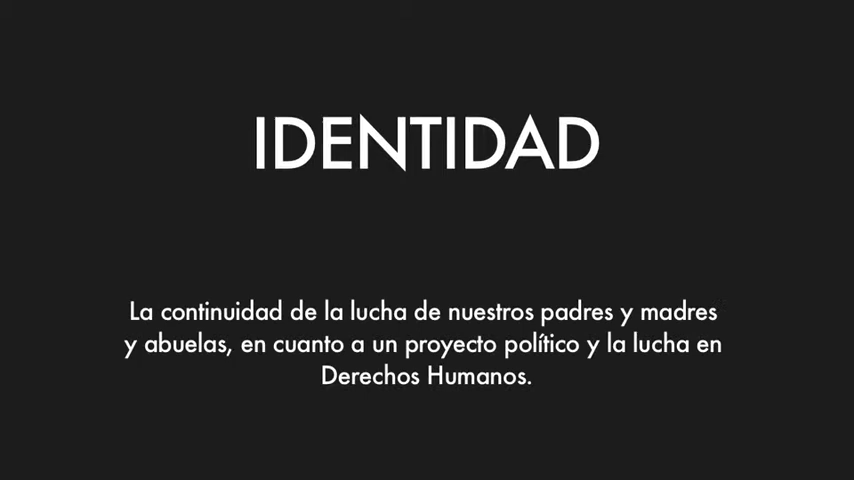 IDENTIDAD
La continuidad de la lucha de nuestros padres y madres
y abuelas, en cuanto a un proyecto político y la lucha en
Derechos Humanos.